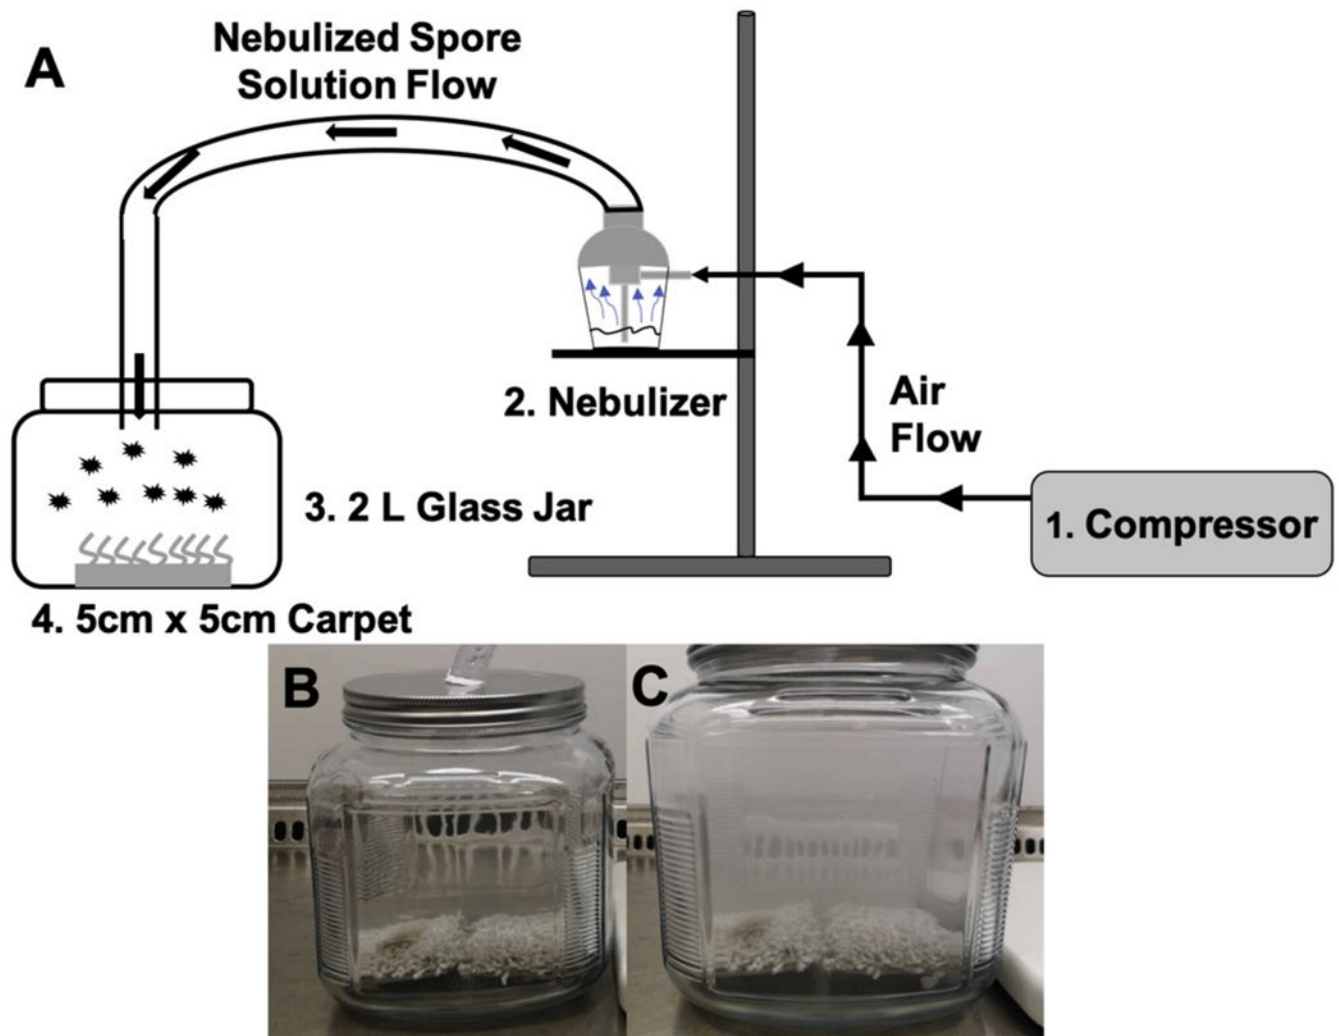 A
Nebulized Spore
Solution Flow
2. Nebulizer
Air
Flow
1. Compressor
3. 2 L Glass Jar
4. 5cm x 5cm Carpet
B
C